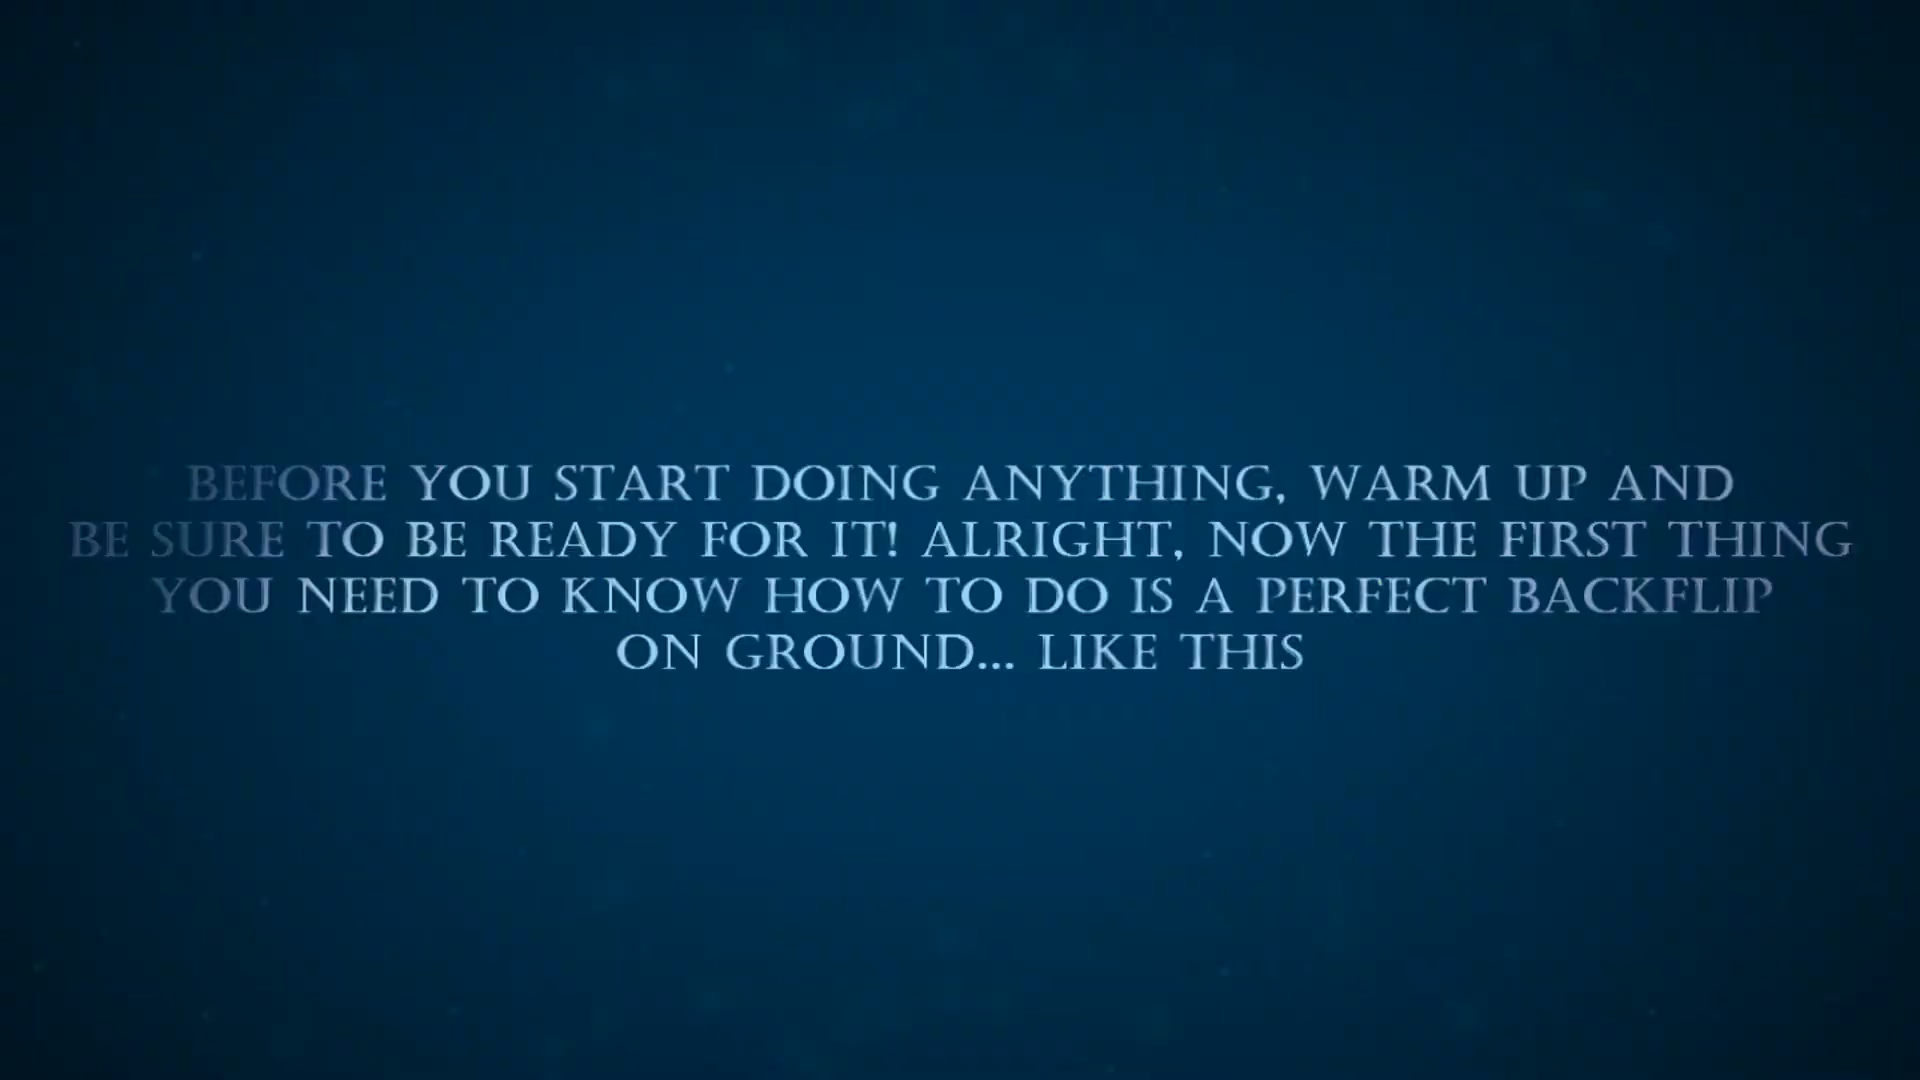 BEFORE YOU START DOING ANYTHING, WARM UP AND
BE SURE TO BE READY FOR IT! ALRIGHT, NOW THE FIRST THING
YOU NEED TO KNOW HOW TO DO IS A PERFECT BACKFLIP
ON GROUND... LIKE THIS